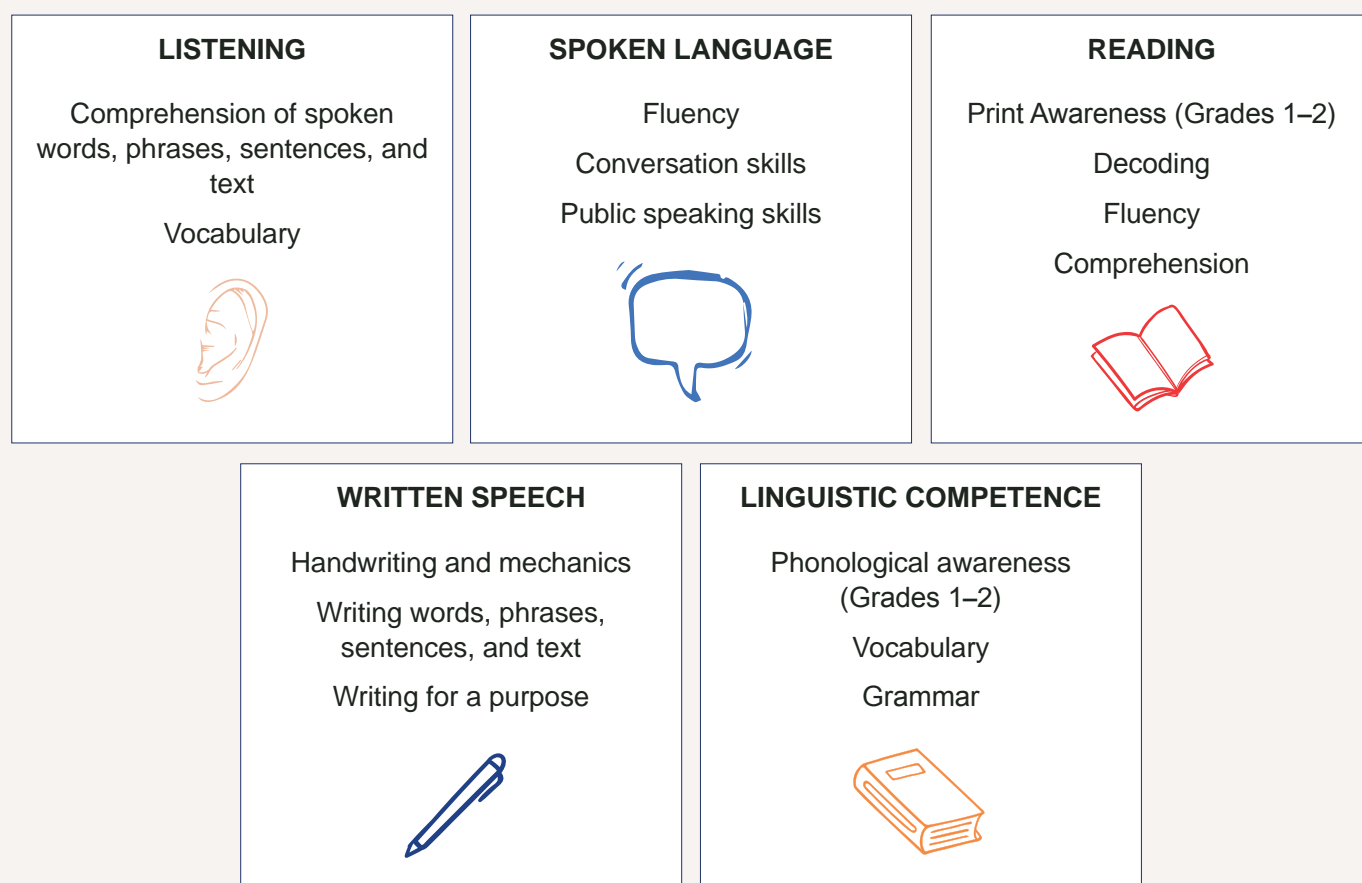 LISTENING
Comprehension of spoken
words, phrases, sentences, and
text
Vocabulary
SPOKEN LANGUAGE
Fluency
Conversation skills
Public speaking skills
READING
Print Awareness (Grades 1–2)
Decoding
Fluency
Comprehension
WRITTEN SPEECH
Handwriting and mechanics
Writing words, phrases,
sentences, and text
Writing for a purpose
LINGUISTIC COMPETENCE
Phonological awareness
(Grades 1–2)
Vocabulary
Grammar